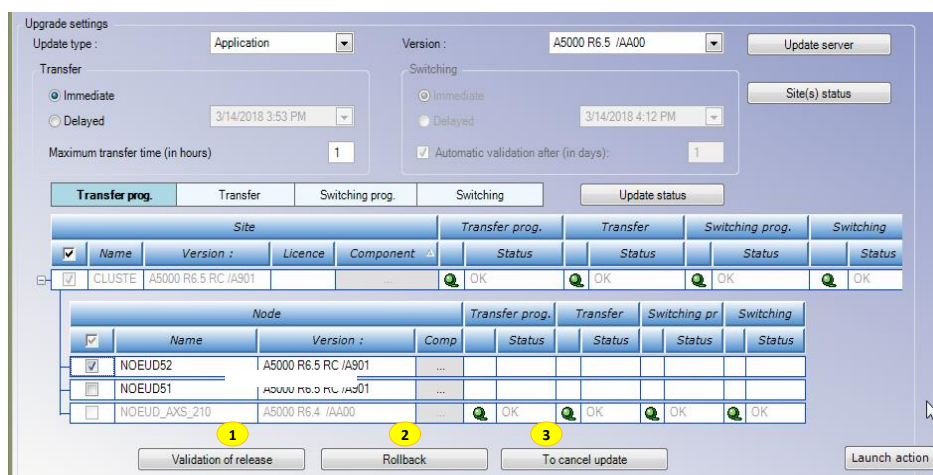 Upgrade settings
Update type : Application Version : A5000 R6.5 /AA00 Update server
Transfer Switching Site(s) status
Immediate Immediate
Delayed 3/14/2018 3:53 PM Delayed 3/14/2018 4:12 PM
Maximum transfer time (in hours) 1 Automatic validation after (in days): 1
Transfer prog. Transfer Switching prog. Switching Update status
Site Transfer prog. Transfer Switching prog. Switching
Name Version : Licence Component Status Status Status Status
CLUSTE A5000 R6.5 RC /A901 ... OK OK OK OK
Node Transfer prog. Transfer Switching pr Switching
Name Version : Comp Status Status Status Status
NOEUD52 A5000 R6.5 RC /A901 ...
NOEUD51 A5000 R6.5 RC /A901 ...
NOEUD_AXS_210 A5000 R6.4 /AA00 ... OK OK OK OK
1 2 3
Validation of release Rollback To cancel update Launch action